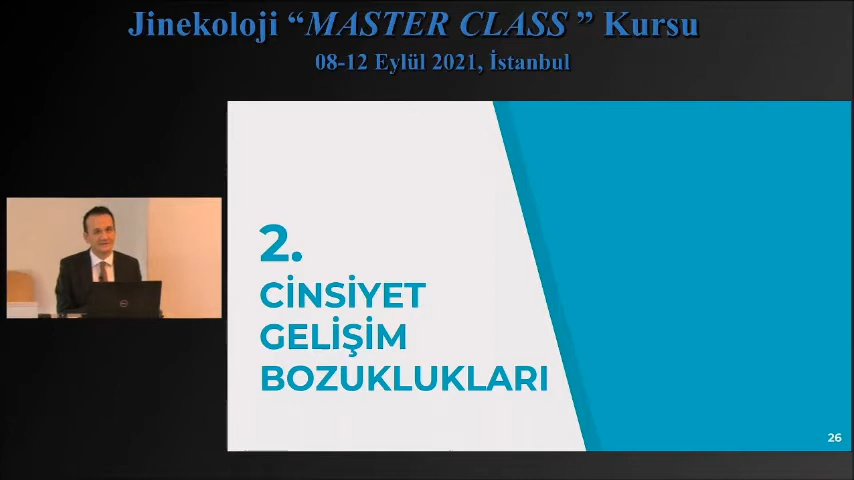 Jinekoloji “MASTER CLASS ” Kursu
08-12 Eylül 2021, İstanbul
2.
CİNSİYET
GELİŞİM
BOZUKLUKLARI
26